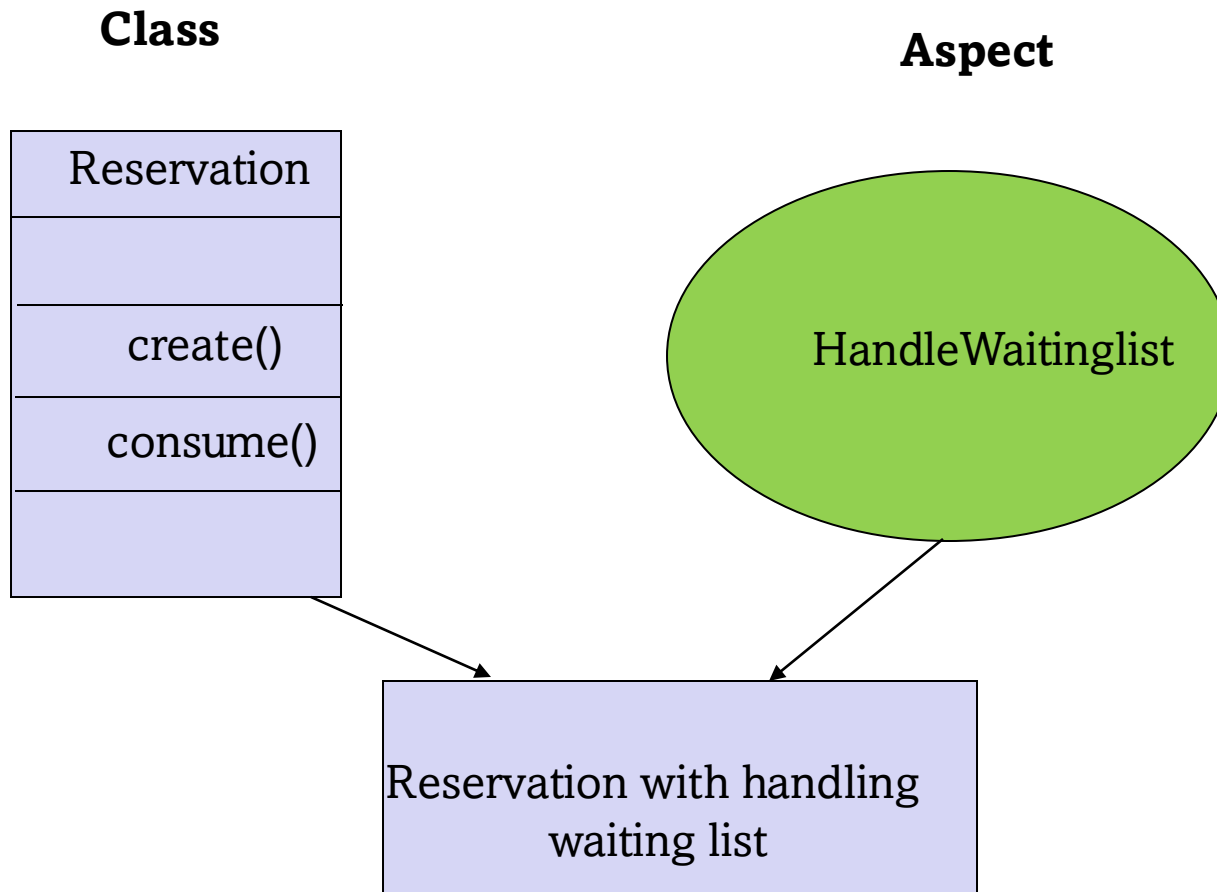 Class
Aspect
Reservation
create()
consume()
HandleWaitinglist
Reservation with handling
waiting list